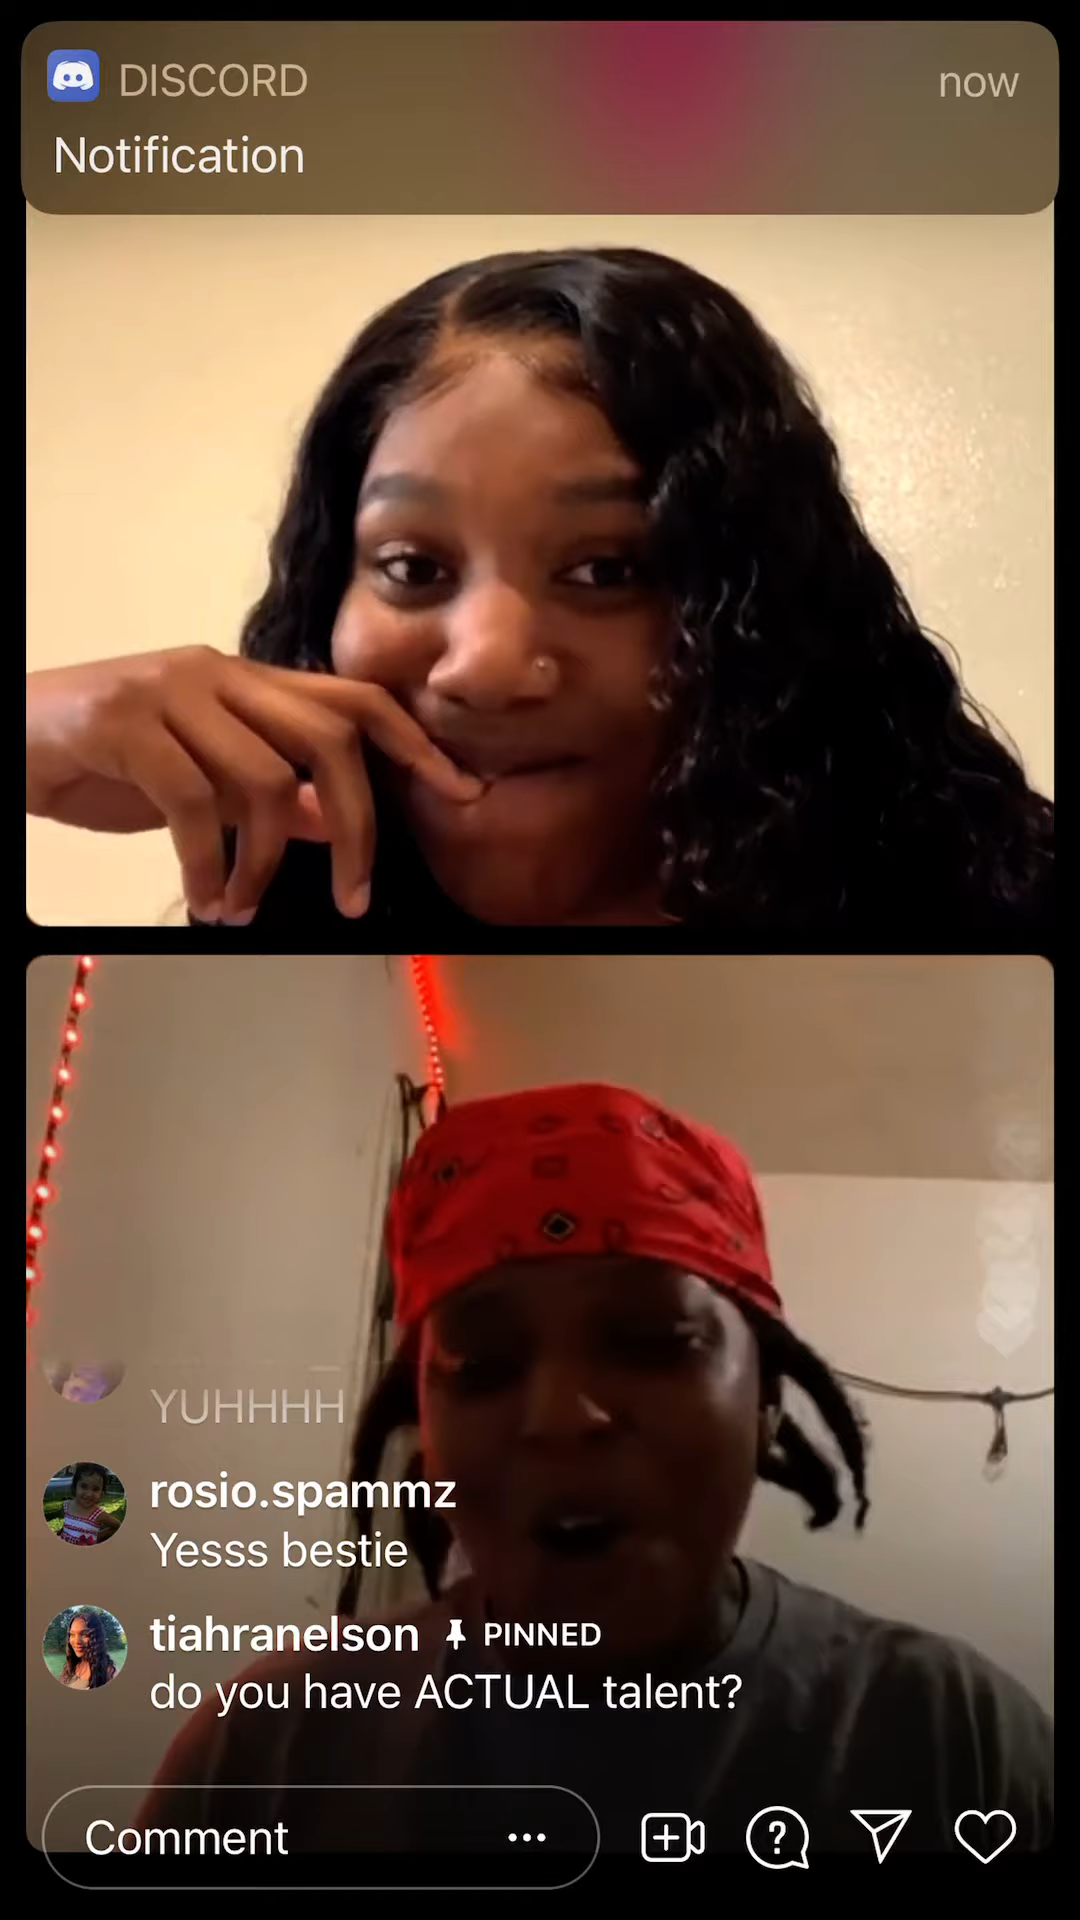 DISCORD
now
Notification
YUHHHH
rosio.spammz
Yesss bestie
tiahranelson PINNED
do you have ACTUAL talent?
Comment